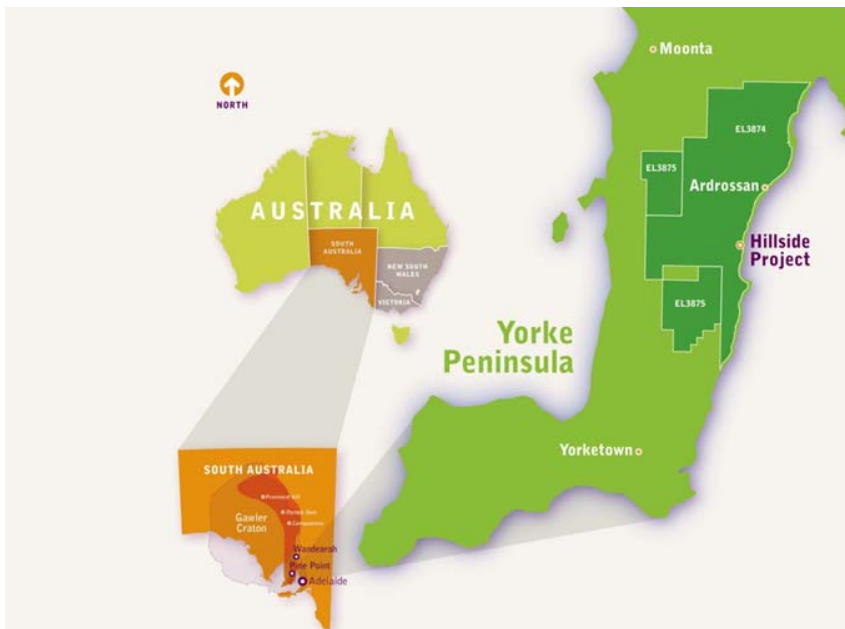 Moonta
NORTH
EL3874
EL3875
Ardrossan
AUSTRALIA
SOUTH
AUSTRALIA
Hillside
Project
NEW SOUTH
WALES
VICTORIA
EL3875
Yorke
Peninsula
Yorketown
SOUTH AUSTRALIA
Prominent Hill
Olympic Dam
Gawler
Craton
Carrapateena
Wandearah
Pine Point
Adelaide